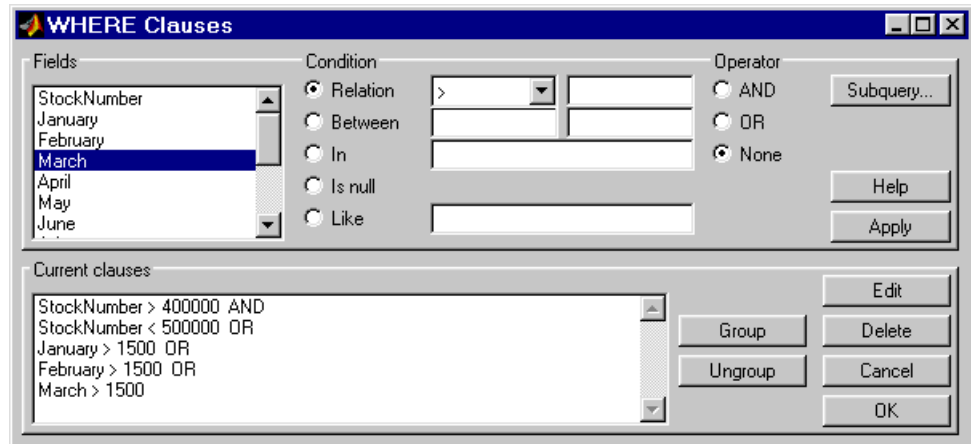 WHERE Clauses
Fields
StockNumber
January
February
March
April
May
June
Condition
Relation >
Between
In
Is null
Like
Operator
AND
OR
None
Subquery...
Help
Apply
Current clauses
StockNumber > 400000 AND
StockNumber < 500000 OR
January > 1500 OR
February > 1500 OR
March > 1500
Group
Ungroup
Edit
Delete
Cancel
OK